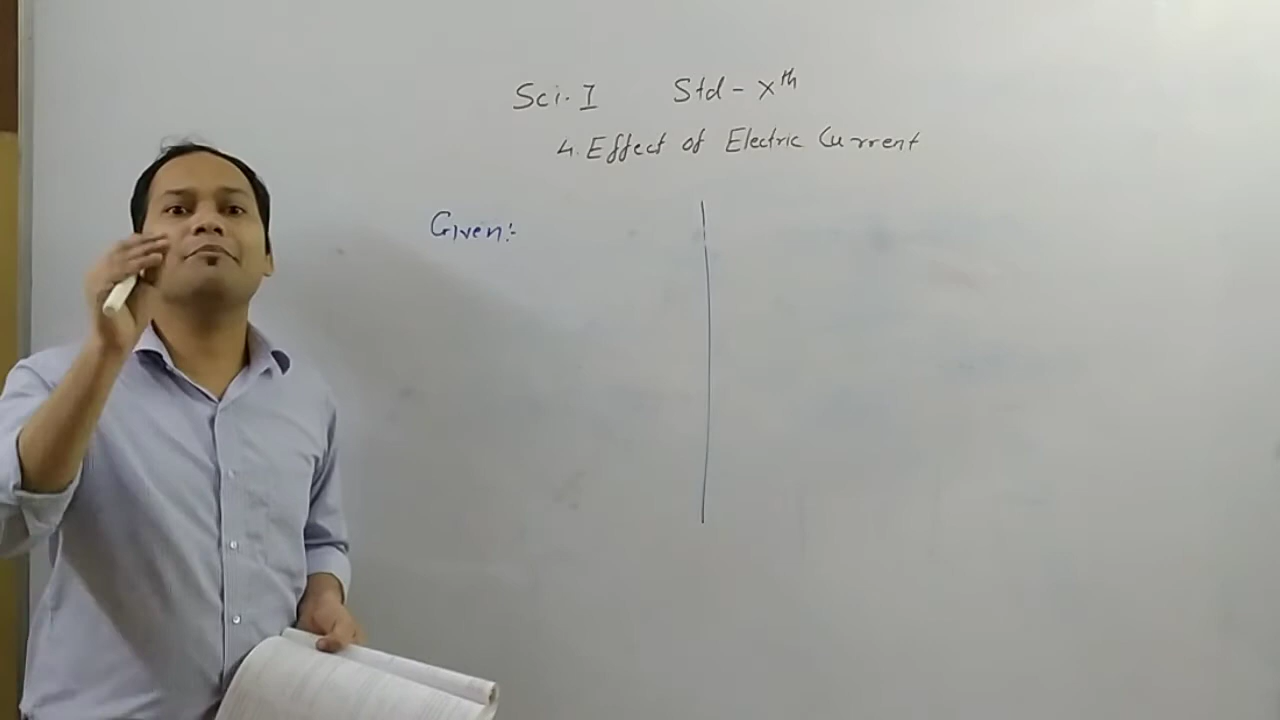 Sci. I Std - Xth
4. Effect of Electric Current
Given:-